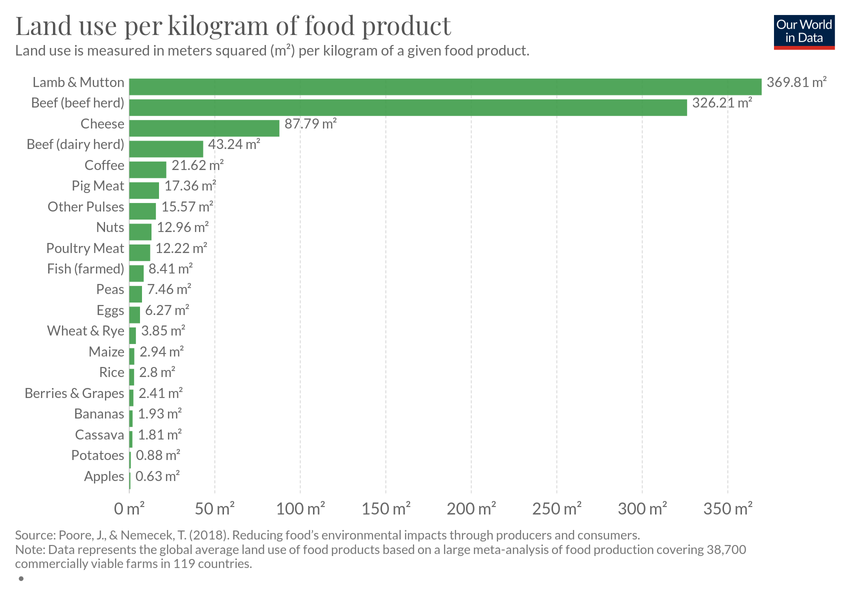 Land use per kilogram of food product
Land use is measured in meters squared (m²) per kilogram of a given food product.
Our World
in Data
Lamb & Mutton 369.81 m²
Beef (beef herd) 326.21 m²
Cheese 87.79 m²
Beef (dairy herd) 43.24 m²
Coffee 21.62 m²
Pig Meat 17.36 m²
Other Pulses 15.57 m²
Nuts 12.96 m²
Poultry Meat 12.22 m²
Fish (farmed) 8.41 m²
Peas 7.46 m²
Eggs 6.27 m²
Wheat & Rye 3.85 m²
Maize 2.94 m²
Rice 2.8 m²
Berries & Grapes 2.41 m²
Bananas 1.93 m²
Cassava 1.81 m²
Potatoes 0.88 m²
Apples 0.63 m²
0 m² 50 m² 100 m² 150 m² 200 m² 250 m² 300 m² 350 m²
Source: Poore, J., & Nemecek, T. (2018). Reducing food's environmental impacts through producers and consumers.
Note: Data represents the global average land use of food products based on a large meta-analysis of food production covering 38,700
commercially viable farms in 119 countries.
•